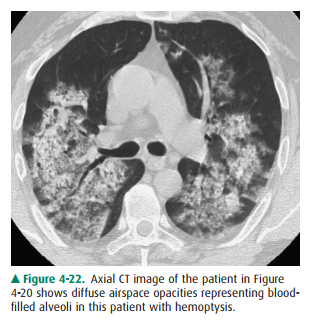 ▲ Figure 4-22. Axial CT image of the patient in Figure
4-20 shows diffuse airspace opacities representing blood-
filled alveoli in this patient with hemoptysis.